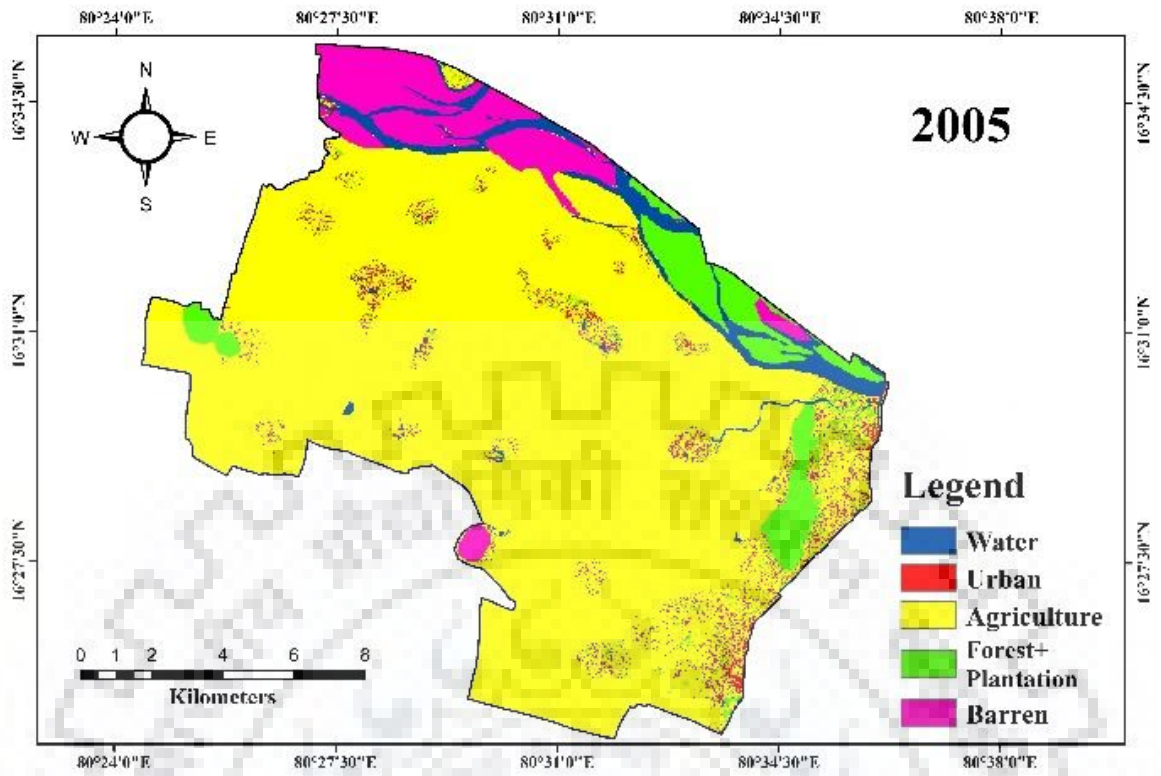 80°24'0"E 80°27'30"E 80°31'0"E 80°34'30"E 80°38'0"E
16°34'30"N
16°31'0"N
16°27'30"N
N
W E
S
2005
16°34'30"N
16°31'0"N
16°27'30"N
Legend
Water
Urban
Agriculture
Forest+
Plantation
Barren
0 1 2 4 6 8
Kilometers
80°24'0"E 80°27'30"E 80°31'0"E 80°34'30"E 80°38'0"E